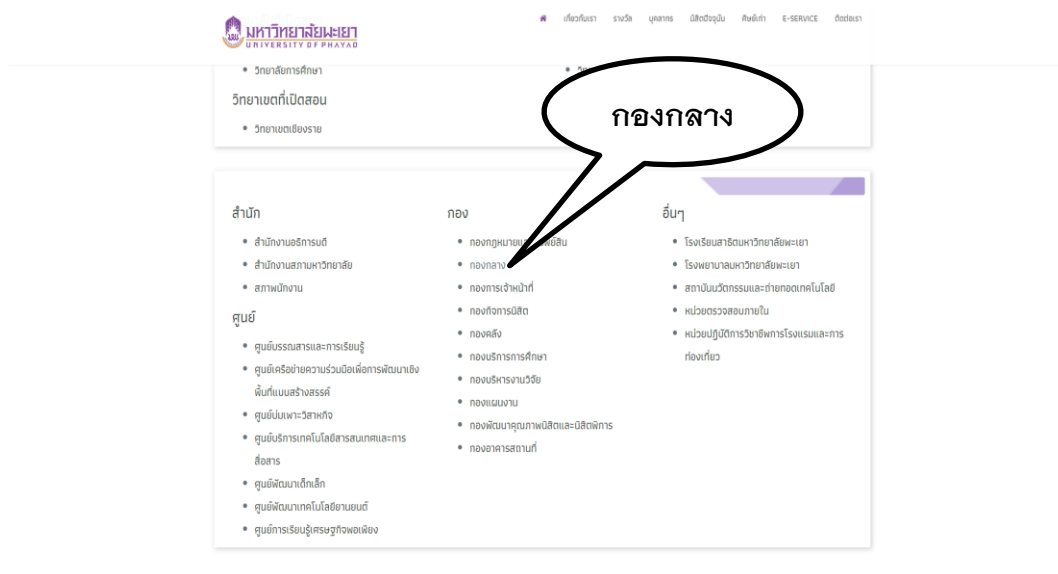 มหาวิทยาลัยพะเยา
UNIVERSITY OF PHAYAO
เกี่ยวกับเรา รางวัล บุคลากร นิสิตปัจจุบัน ศิษย์เก่า E-SERVICE ติดต่อเรา
วิทยาลัยการศึกษา
วิทยาเขตที่เปิดสอน
วิทยาเขตเชียงราย
กองกลาง
สำนัก
สำนักงานอธิการบดี
สำนักงานสภามหาวิทยาลัย
สภาพนักงาน
ศูนย์
ศูนย์บรรณสารและการเรียนรู้
ศูนย์เครือข่ายความร่วมมือเพื่อการพัฒนาเชิง
พื้นที่แบบสร้างสรรค์
ศูนย์บ่มเพาะวิสาหกิจ
ศูนย์บริการเทคโนโลยีสารสนเทศและการ
สื่อสาร
ศูนย์พัฒนาเด็กเล็ก
ศูนย์พัฒนาเทคโนโลยียานยนต์
ศูนย์การเรียนรู้เศรษฐกิจพอเพียง
กอง
กองกฎหมายและ
กองกลาง
กองการเจ้าหน้าที่
กองกิจการนิสิต
กองคลัง
กองบริการการศึกษา
กองบริหารงานวิจัย
กองแผนงาน
กองพัฒนาคุณภาพนิสิตและนิสิตพิการ
กองอาคารสถานที่
อื่นๆ
โรงเรียนสาธิตมหาวิทยาลัยพะเยา
โรงพยาบาลมหาวิทยาลัยพะเยา
สถาบันนวัตกรรมและถ่ายทอดเทคโนโลยี
หน่วยตรวจสอบภายใน
หน่วยปฏิบัติการวิชาชีพการโรงแรมและการ
ท่องเที่ยว